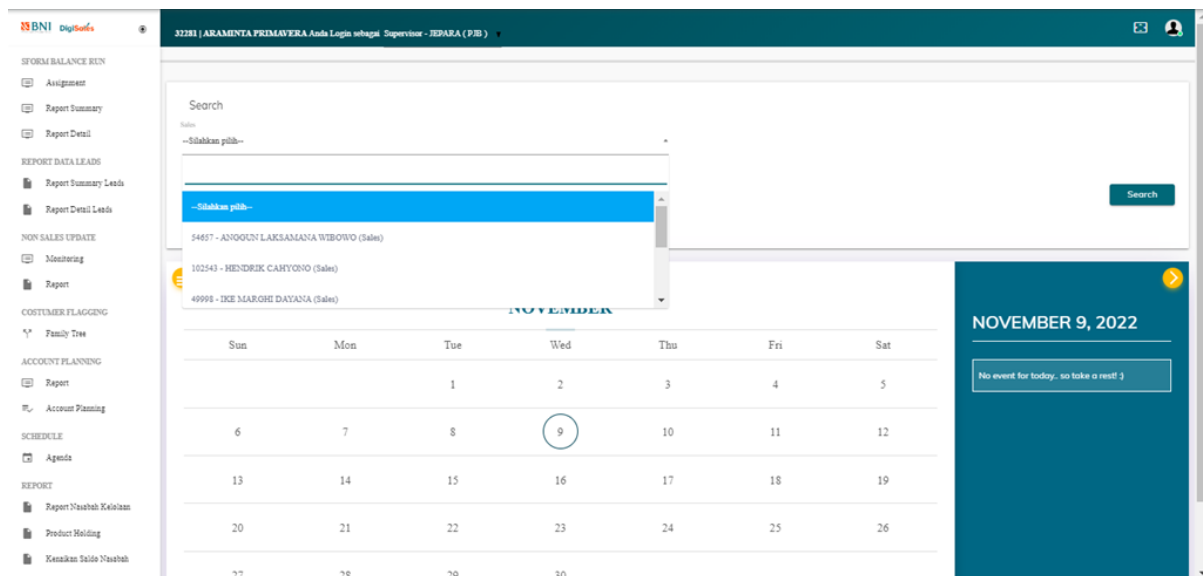 BNI DigiSales
32281 | ARAMINTA PRIMAVERA Anda Login sebagai Supervisor - JEPARA ( PJB )
SFORM BALANCE RUN
Assignment
Report Summary
Report Detail
REPORT DATA LEADS
Report Summary Leads
Report Detail Leads
NON SALES UPDATE
Monitoring
Report
COSTUMER FLAGGING
Family Tree
ACCOUNT PLANNING
Report
Account Planning
SCHEDULE
Agenda
REPORT
Report Nasabah Kelolaan
Product Holding
Kenaikan Saldo Nasabah
Search
Sales
--Silahkan pilih--
--Silahkan pilih--
54657 - ANGGUN LAKSAMANA WIBOWO (Sales)
102543 - HENDRIK CAHYONO (Sales)
49998 - IKE MARGHI DAYANA (Sales)
Search
NOVEMBER
Sun Mon Tue Wed Thu Fri Sat
1 2 3 4 5
6 7 8 9 10 11 12
13 14 15 16 17 18 19
20 21 22 23 24 25 26
27 28 29 30
NOVEMBER 9, 2022
No event for today.. so take a rest! :)